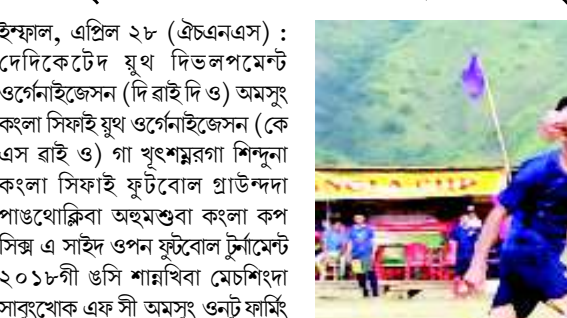 ইম্ফাল, এপ্রিল ২৮ (ঐচএনএস) :
দেদিকেটেদ য়ুথ দিভলপমেন্ট
ওর্গেনাইজেসন (দি ৱাই দি ও) অমসুং
কংলা সিফাই য়ুথ ওর্গেনাইজেসন (কে
এস ৱাই ও) গা খুৎশম্নরগা শিন্দুনা
কংলা সিফাই ফুটবোল গ্রাউন্দদা
পাঙথোক্লিবা অহুমশুবা কংলা কপ
সিক্স এ সাইদ ওপন ফুটবোল টুর্নামেন্ট
২০১৮গী ঙসি শান্নখিবা মেচশিংদা
সাবুংখোক এফ সী অমসুং ওনট ফার্মিং